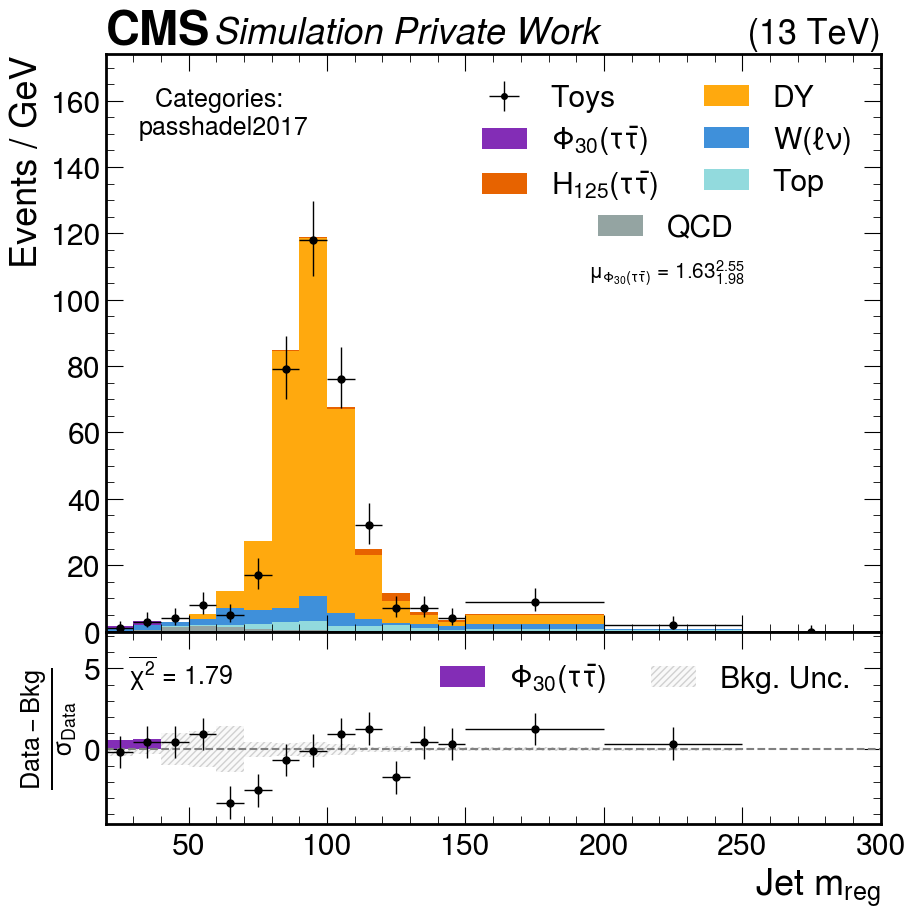 CMS Simulation Private Work (13 TeV)
Events / GeV
160
140
120
100
80
60
40
20
0
Categories:
passhadel2017
Toys
Φ30(ττ̄)
H125(ττ̄)
DY
W(ℓν)
Top
QCD
μΦ30(ττ̄) = 1.63 2.55 1.98
Data − Bkg
σData
5
0
χ² = 1.79
Φ30(ττ̄)
Bkg. Unc.
50 100 150 200 250 300
Jet mreg